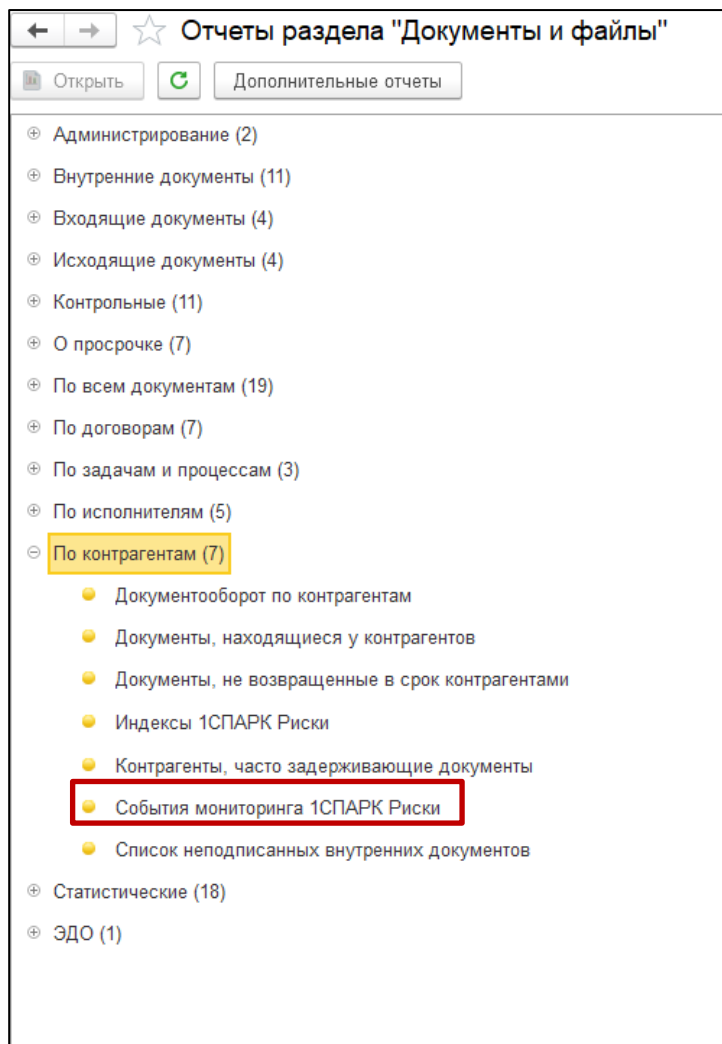 Отчеты раздела "Документы и файлы"
Открыть Дополнительные отчеты
Администрирование (2)
Внутренние документы (11)
Входящие документы (4)
Исходящие документы (4)
Контрольные (11)
О просрочке (7)
По всем документам (19)
По договорам (7)
По задачам и процессам (3)
По исполнителям (5)
По контрагентам (7)
Документооборот по контрагентам
Документы, находящиеся у контрагентов
Документы, не возвращенные в срок контрагентами
Индексы 1СПАРК Риски
Контрагенты, часто задерживающие документы
События мониторинга 1СПАРК Риски
Список неподписанных внутренних документов
Статистические (18)
ЭДО (1)